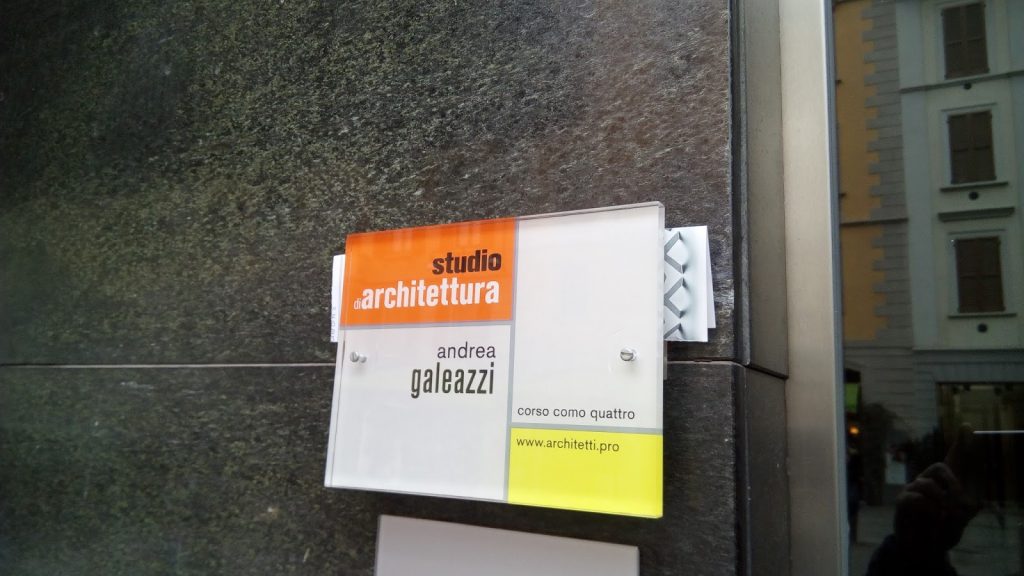 studio
di architettura
andrea
galeazzi
corso como quattro
www.architetti.pro